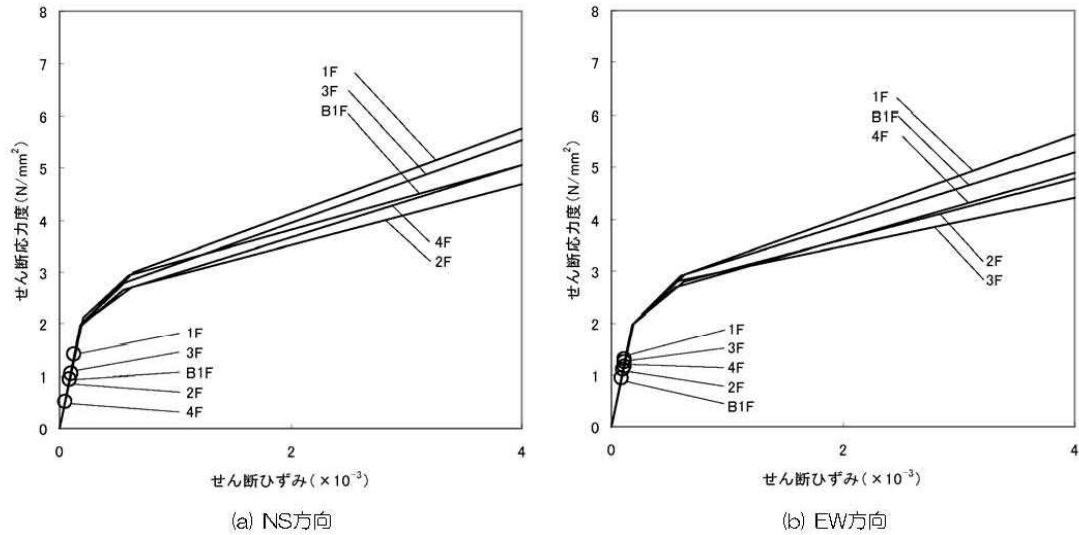 8
7
6
5
4
3
2
1
0
せん断応力度(N/mm²)
1F
3F
B1F
4F
2F
1F
3F
B1F
2F
4F
0
2
4
せん断ひずみ(×10⁻³)
(a) NS方向
8
7
6
5
4
3
2
1
0
せん断応力度(N/mm²)
1F
B1F
4F
2F
3F
1F
3F
4F
2F
B1F
0
2
4
せん断ひずみ(×10⁻³)
(b) EW方向